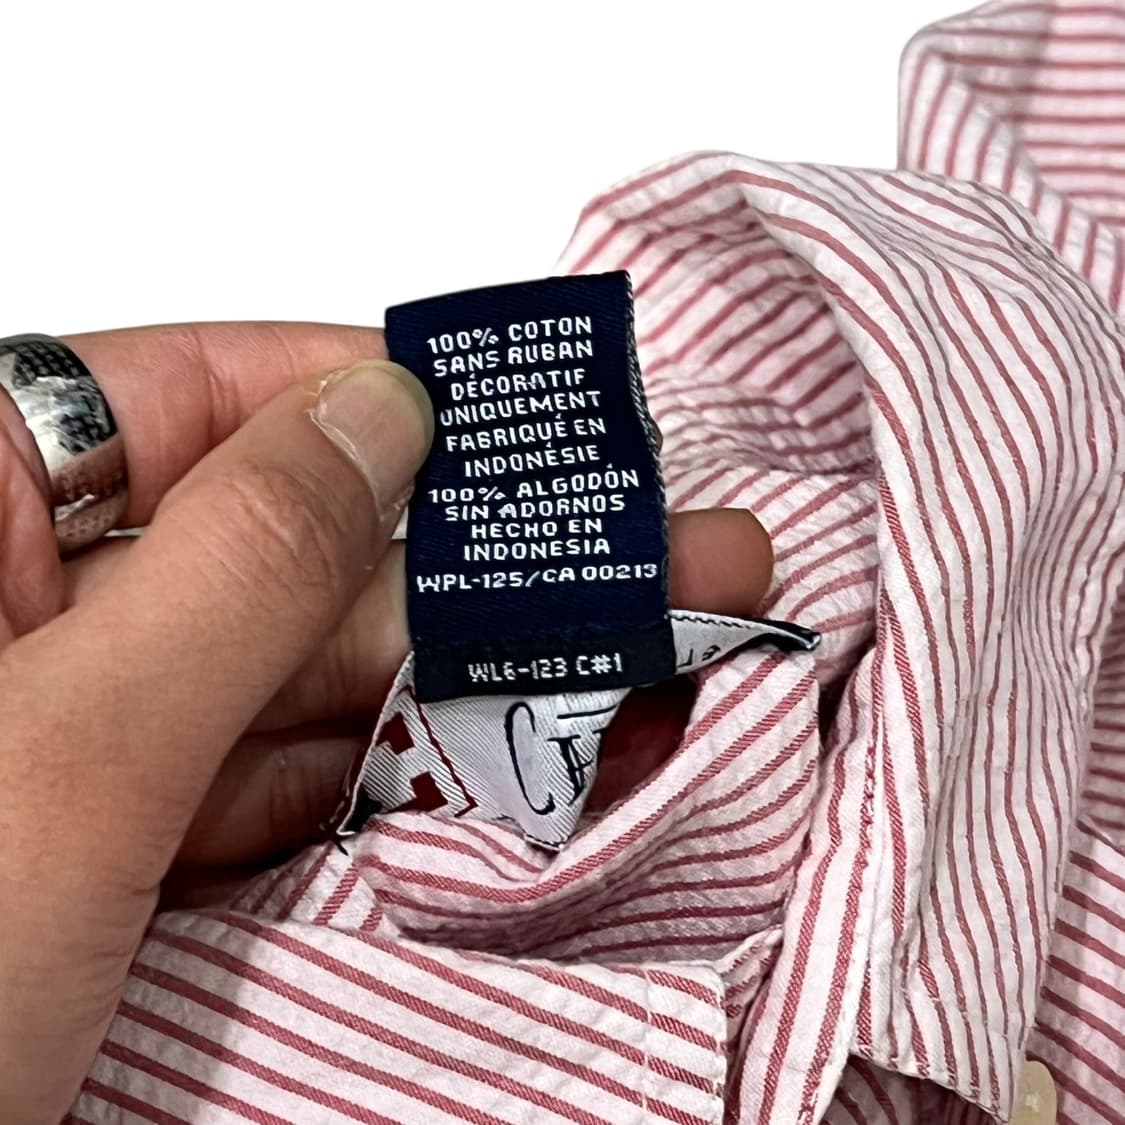 100% COTON
SANS RUBAN
DÉCORATIF
UNIQUEMENT
FABRIQUÉ EN
INDONÉSIE
100% ALGODÓN
SIN ADORNOS
HECHO EN
INDONESIA
WPL-125/CA 00213
WL6-123 C#1